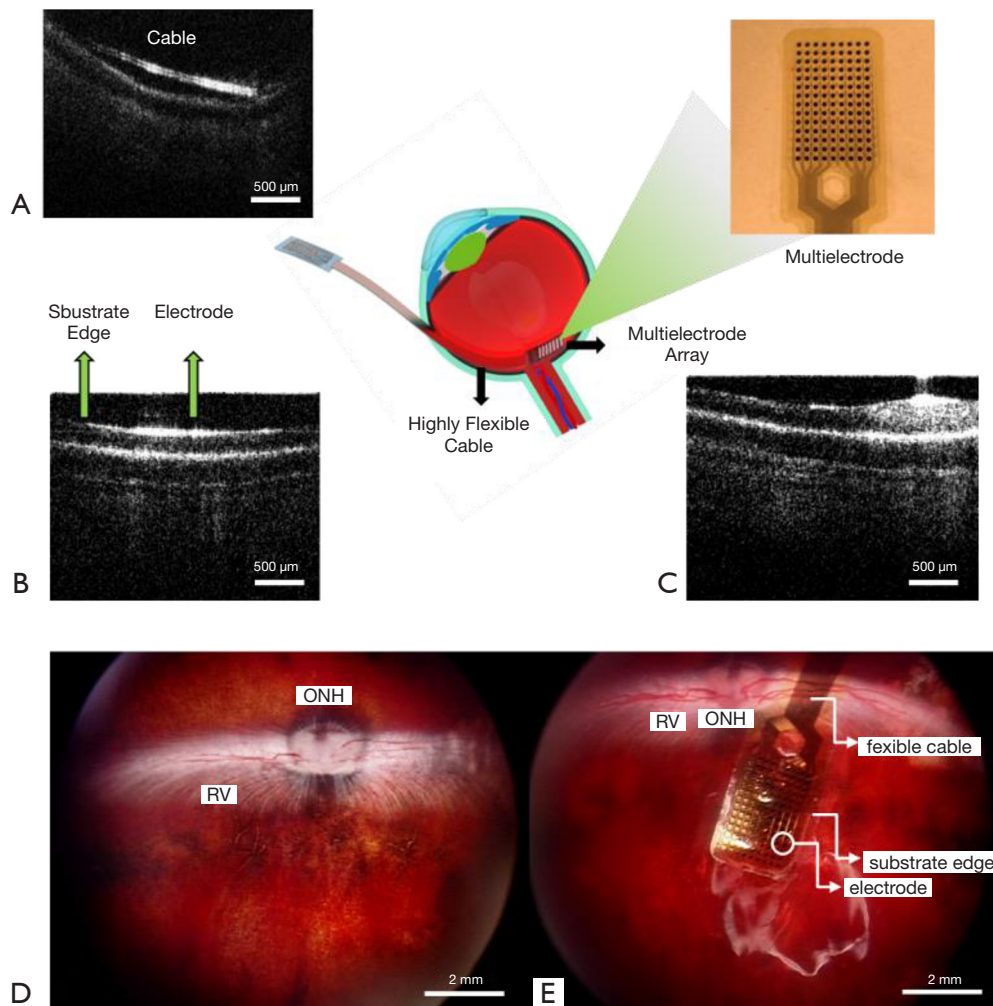 Cable
500 µm
A
Multielectrode
Sbustrate
Edge
Electrode
Multielectrode
Array
Highly Flexible
Cable
500 µm
B
500 µm
C
ONH
RV
2 mm
D
RV
ONH
fexible cable
substrate edge
electrode
2 mm
E